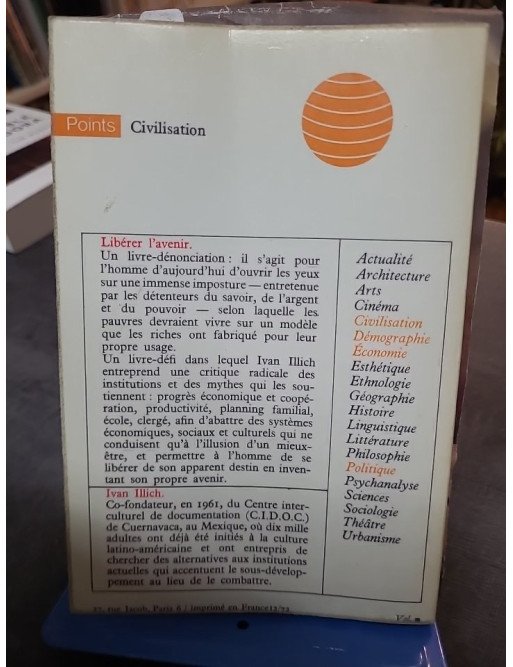 Points Civilisation
Libérer l'avenir.
Un livre-dénonciation : il s'agit pour
l'homme d'aujourd'hui d'ouvrir les yeux
sur une immense imposture — entretenue
par les détenteurs du savoir, de l'argent
et du pouvoir — selon laquelle les
pauvres devraient vivre sur un modèle
que les riches ont fabriqué pour leur
propre usage.
Un livre-défi dans lequel Ivan Illich
entreprend une critique radicale des
institutions et des mythes qui les sou-
tiennent : progrès économique et coopé-
ration, productivité, planning familial,
école, clergé, afin d'abattre des systèmes
économiques, sociaux et culturels qui ne
conduisent qu'à l'illusion d'un mieux-
être, et permettre à l'homme de se
libérer de son apparent destin en inven-
tant son propre avenir.
Ivan Illich.
Co-fondateur, en 1961, du Centre inter-
culturel de documentation (C.I.D.O.C.)
de Cuernavaca, au Mexique, où dix mille
adultes ont déjà été initiés à la culture
latino-américaine et ont entrepris de
chercher des alternatives aux institutions
actuelles qui accentuent le sous-dévelop-
pement au lieu de le combattre.
Actualité
Architecture
Arts
Cinéma
Civilisation
Démographie
Économie
Esthétique
Ethnologie
Géographie
Histoire
Linguistique
Littérature
Philosophie
Politique
Psychanalyse
Sciences
Sociologie
Théâtre
Urbanisme
rue Jacob, Paris 6 / Imprimé en France
Vol.